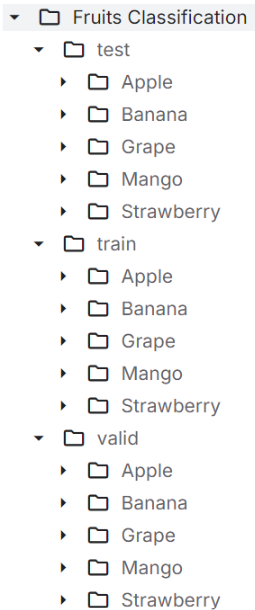 Fruits Classification
test
Apple
Banana
Grape
Mango
Strawberry
train
Apple
Banana
Grape
Mango
Strawberry
valid
Apple
Banana
Grape
Mango
Strawberry